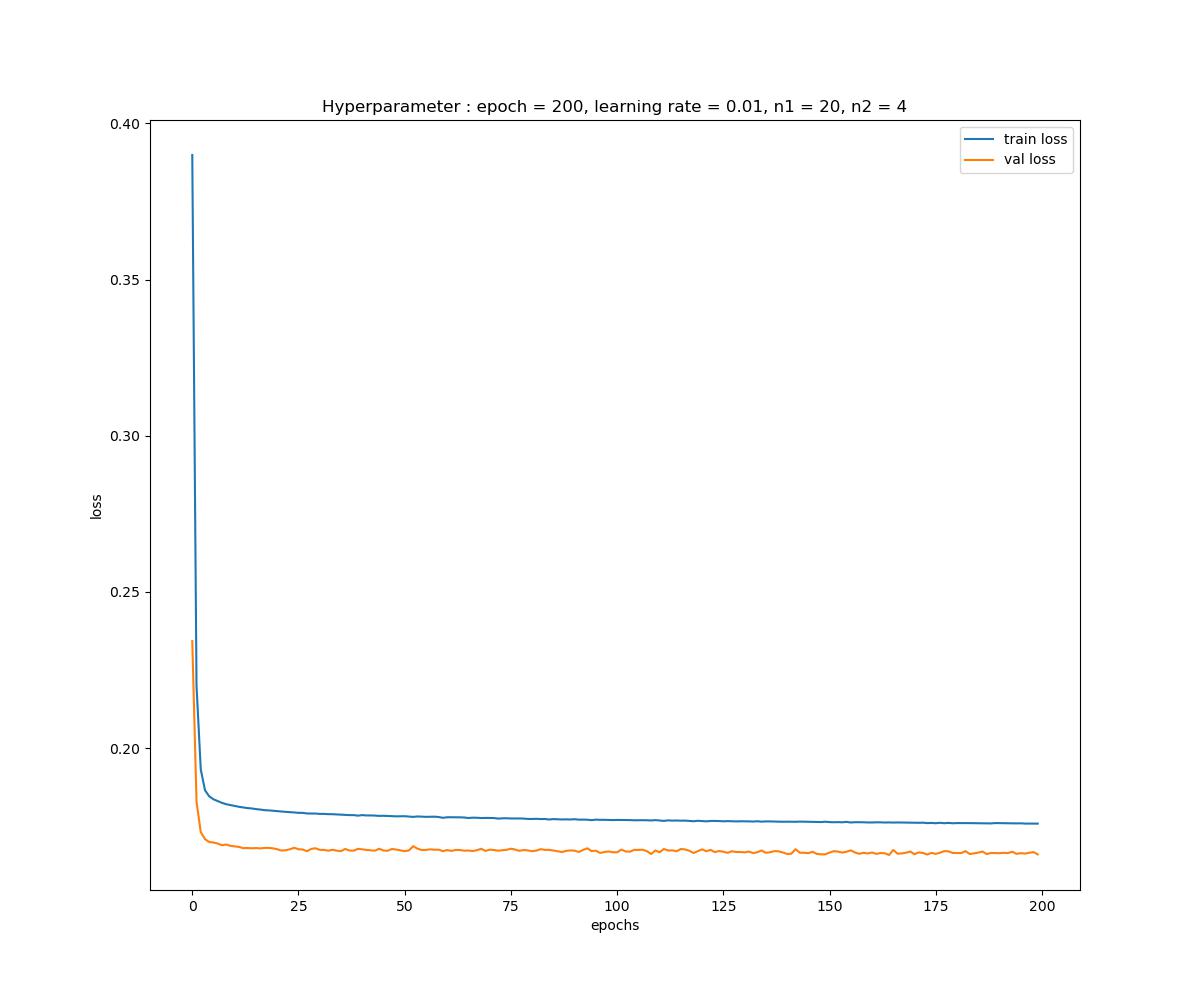 Hyperparameter : epoch = 200, learning rate = 0.01, n1 = 20, n2 = 4
train loss
val loss
0.40
0.35
0.30
0.25
0.20
loss
0 25 50 75 100 125 150 175 200
epochs